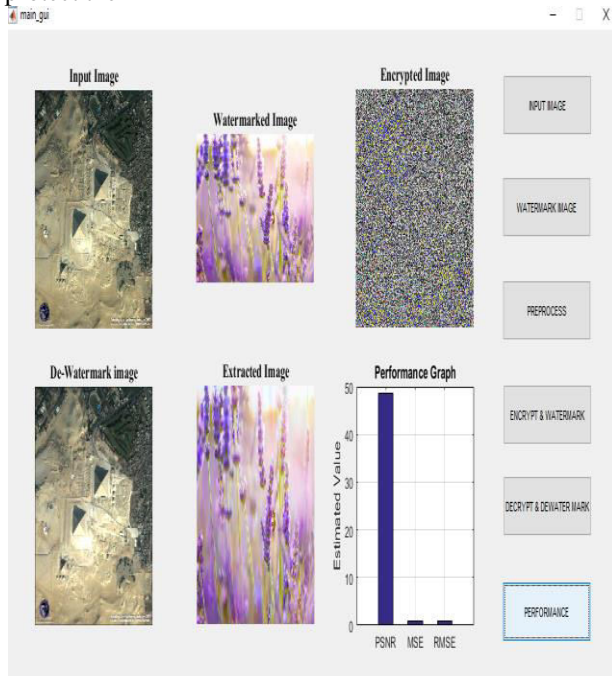 main_gui
Input Image
Watermarked Image
Encrypted Image
INPUT IMAGE
WATERMARK IMAGE
PREPROCESS
De-Watermark image
Extracted Image
Performance Graph
Estimated Value
50
40
30
20
10
0
PSNR MSE RMSE
ENCRYPT & WATERMARK
DECRYPT & DEWATER MARK
PERFORMANCE